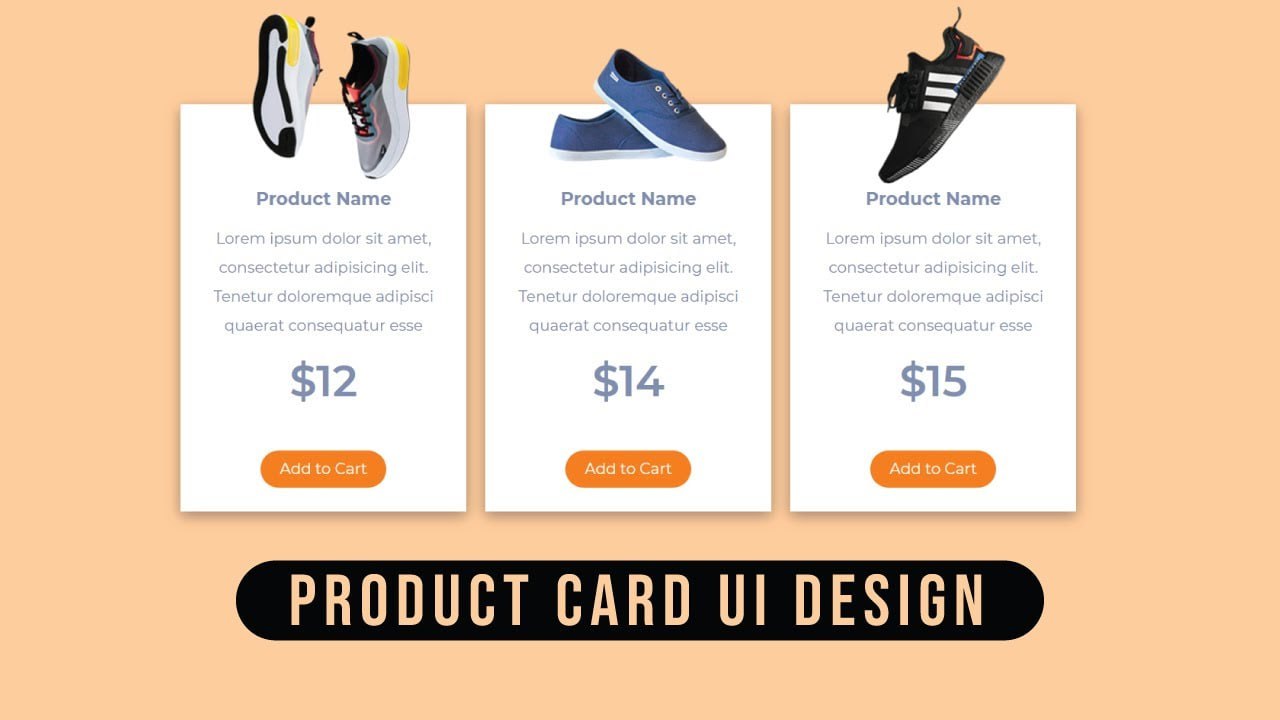 Product Name
Lorem ipsum dolor sit amet,
consectetur adipisicing elit.
Tenetur doloremque adipisci
quaerat consequatur esse
$12
Add to Cart
Product Name
Lorem ipsum dolor sit amet,
consectetur adipisicing elit.
Tenetur doloremque adipisci
quaerat consequatur esse
$14
Add to Cart
Product Name
Lorem ipsum dolor sit amet,
consectetur adipisicing elit.
Tenetur doloremque adipisci
quaerat consequatur esse
$15
Add to Cart
PRODUCT CARD UI DESIGN